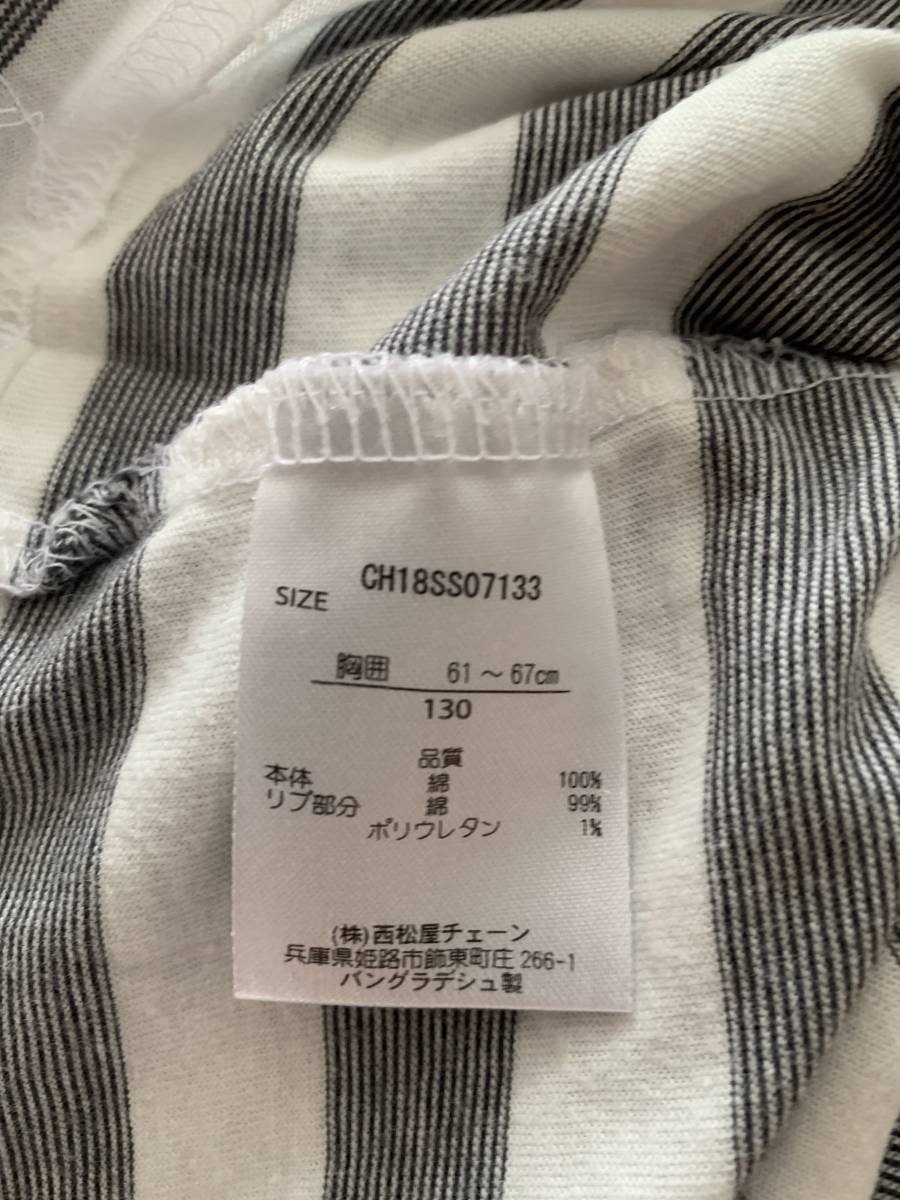 CH18SS07133
SIZE
胸囲 61～67cm
130
品質
本体 綿 100%
リブ部分 綿 99%
ポリウレタン 1%
(株)西松屋チェーン
兵庫県姫路市飾東町庄 266-1
バングラデシュ製